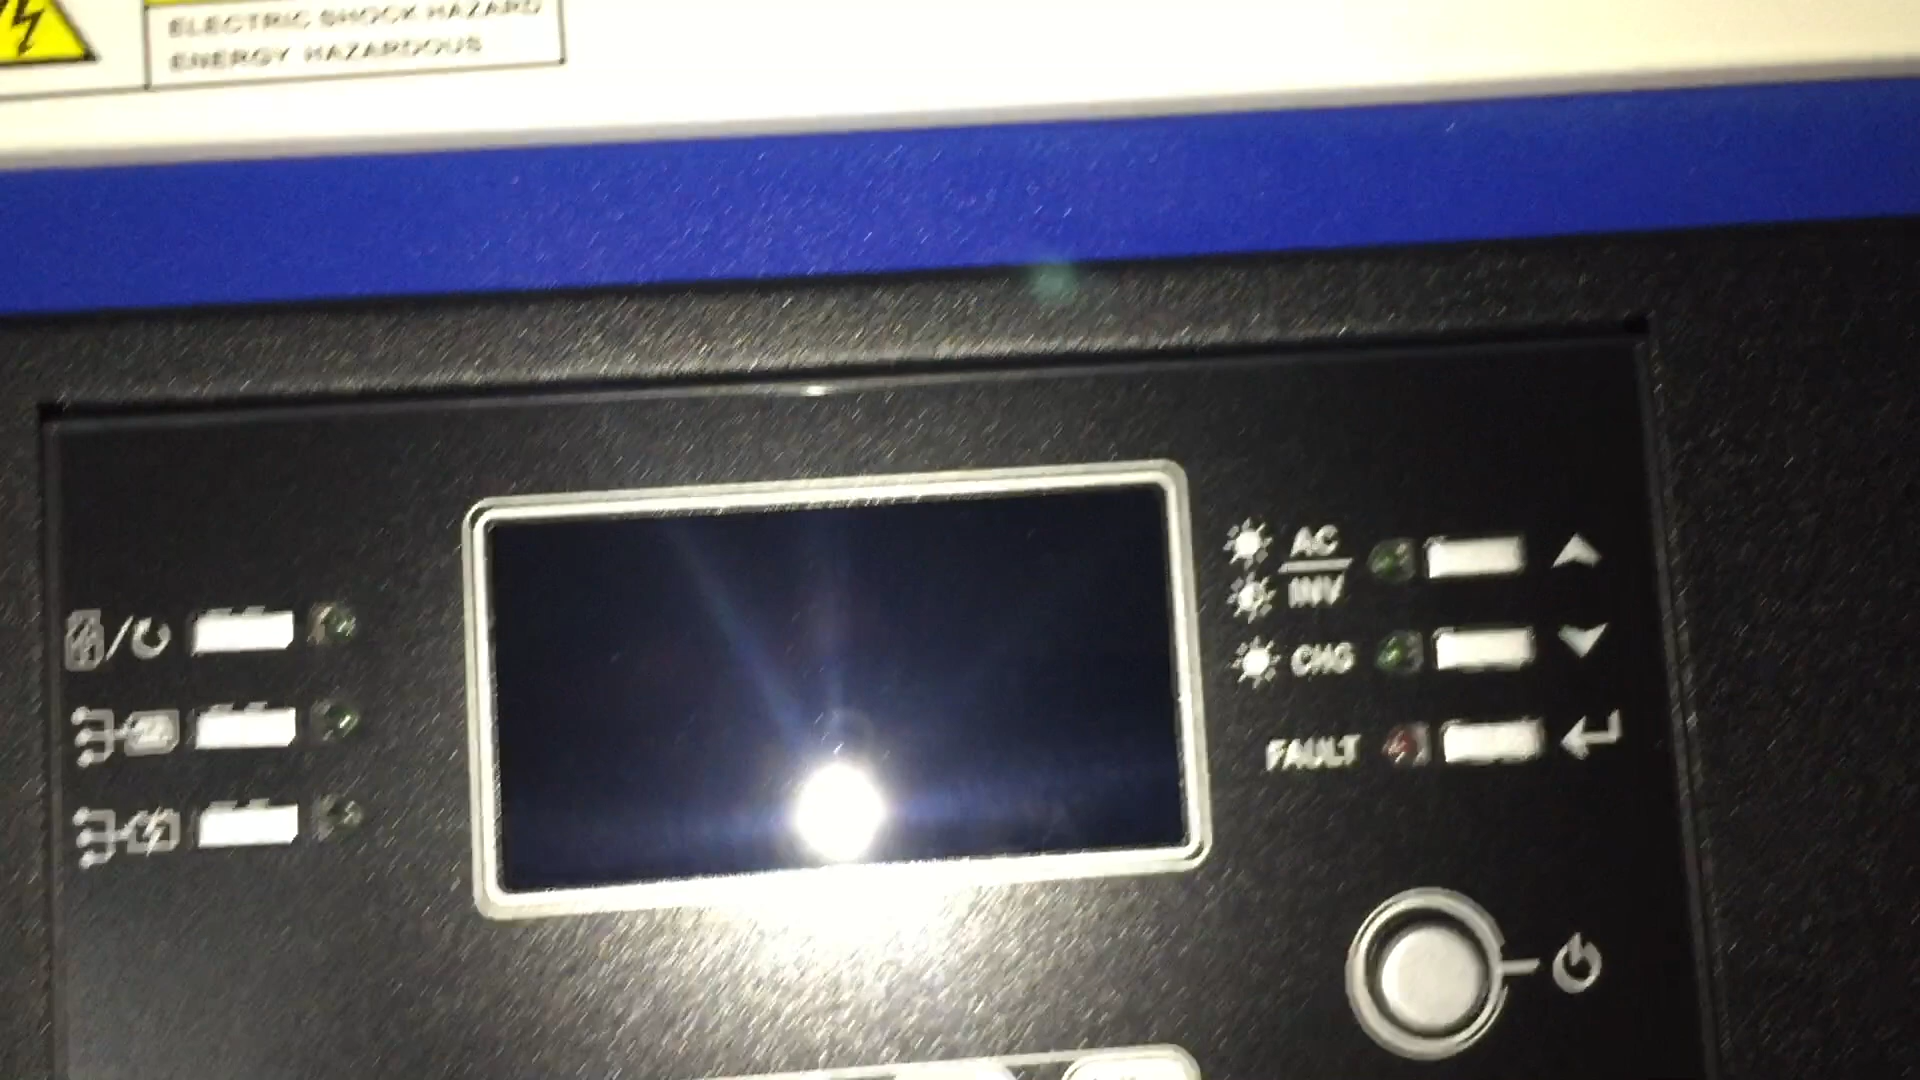 ELECTRIC SHOCK HAZARD
ENERGY HAZARDOUS
AC
INV
CHG
FAULT